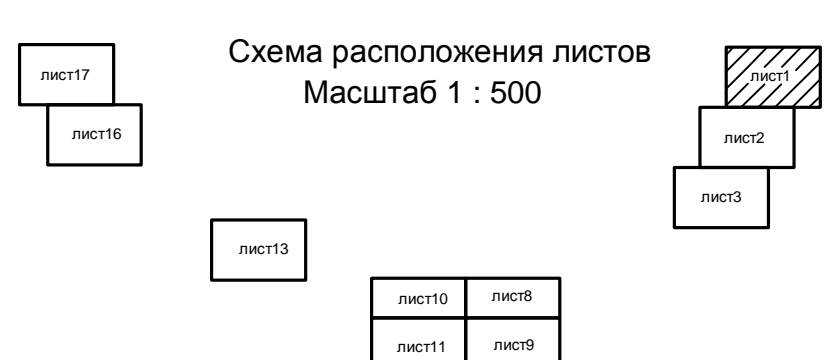 Схема расположения листов
Масштаб 1 : 500
лист17
лист1
лист16
лист2
лист3
лист13
лист10
лист8
лист11
лист9